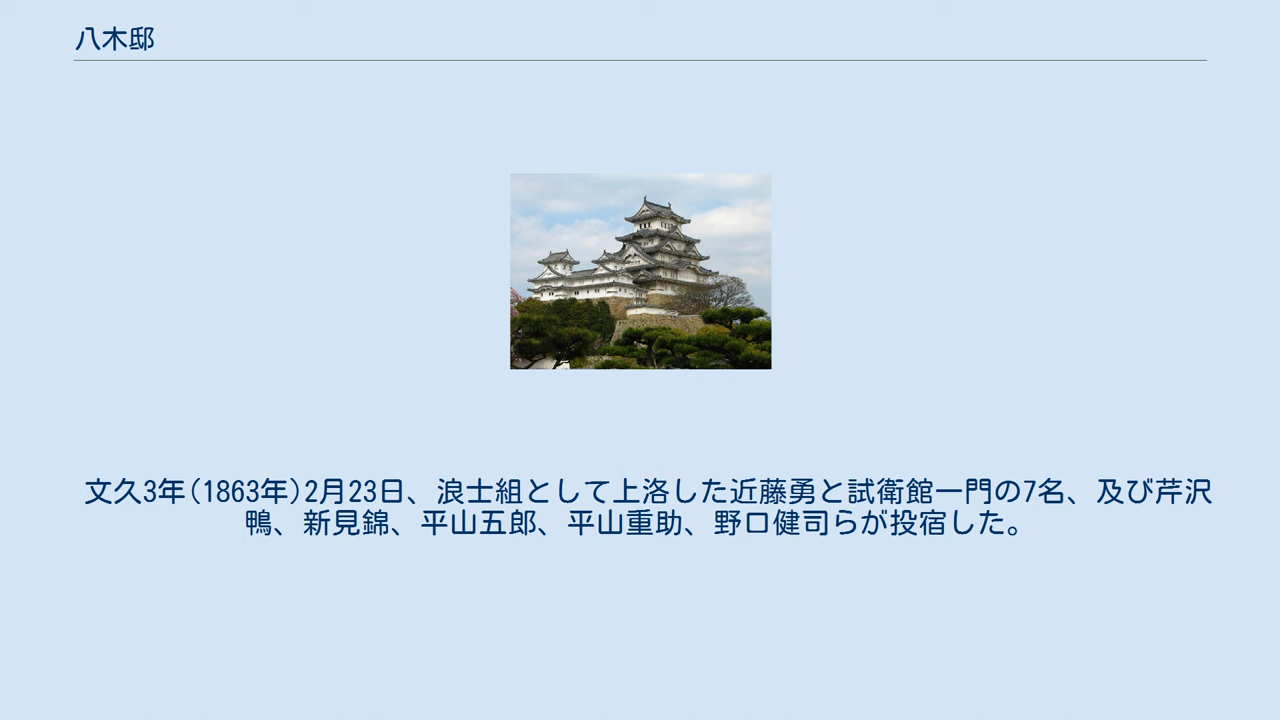 八木邸
文久3年(1863年)2月23日、浪士組として上洛した近藤勇と試衛館一門の7名、及び芹沢
鴨、新見錦、平山五郎、平山重助、野口健司らが投宿した。